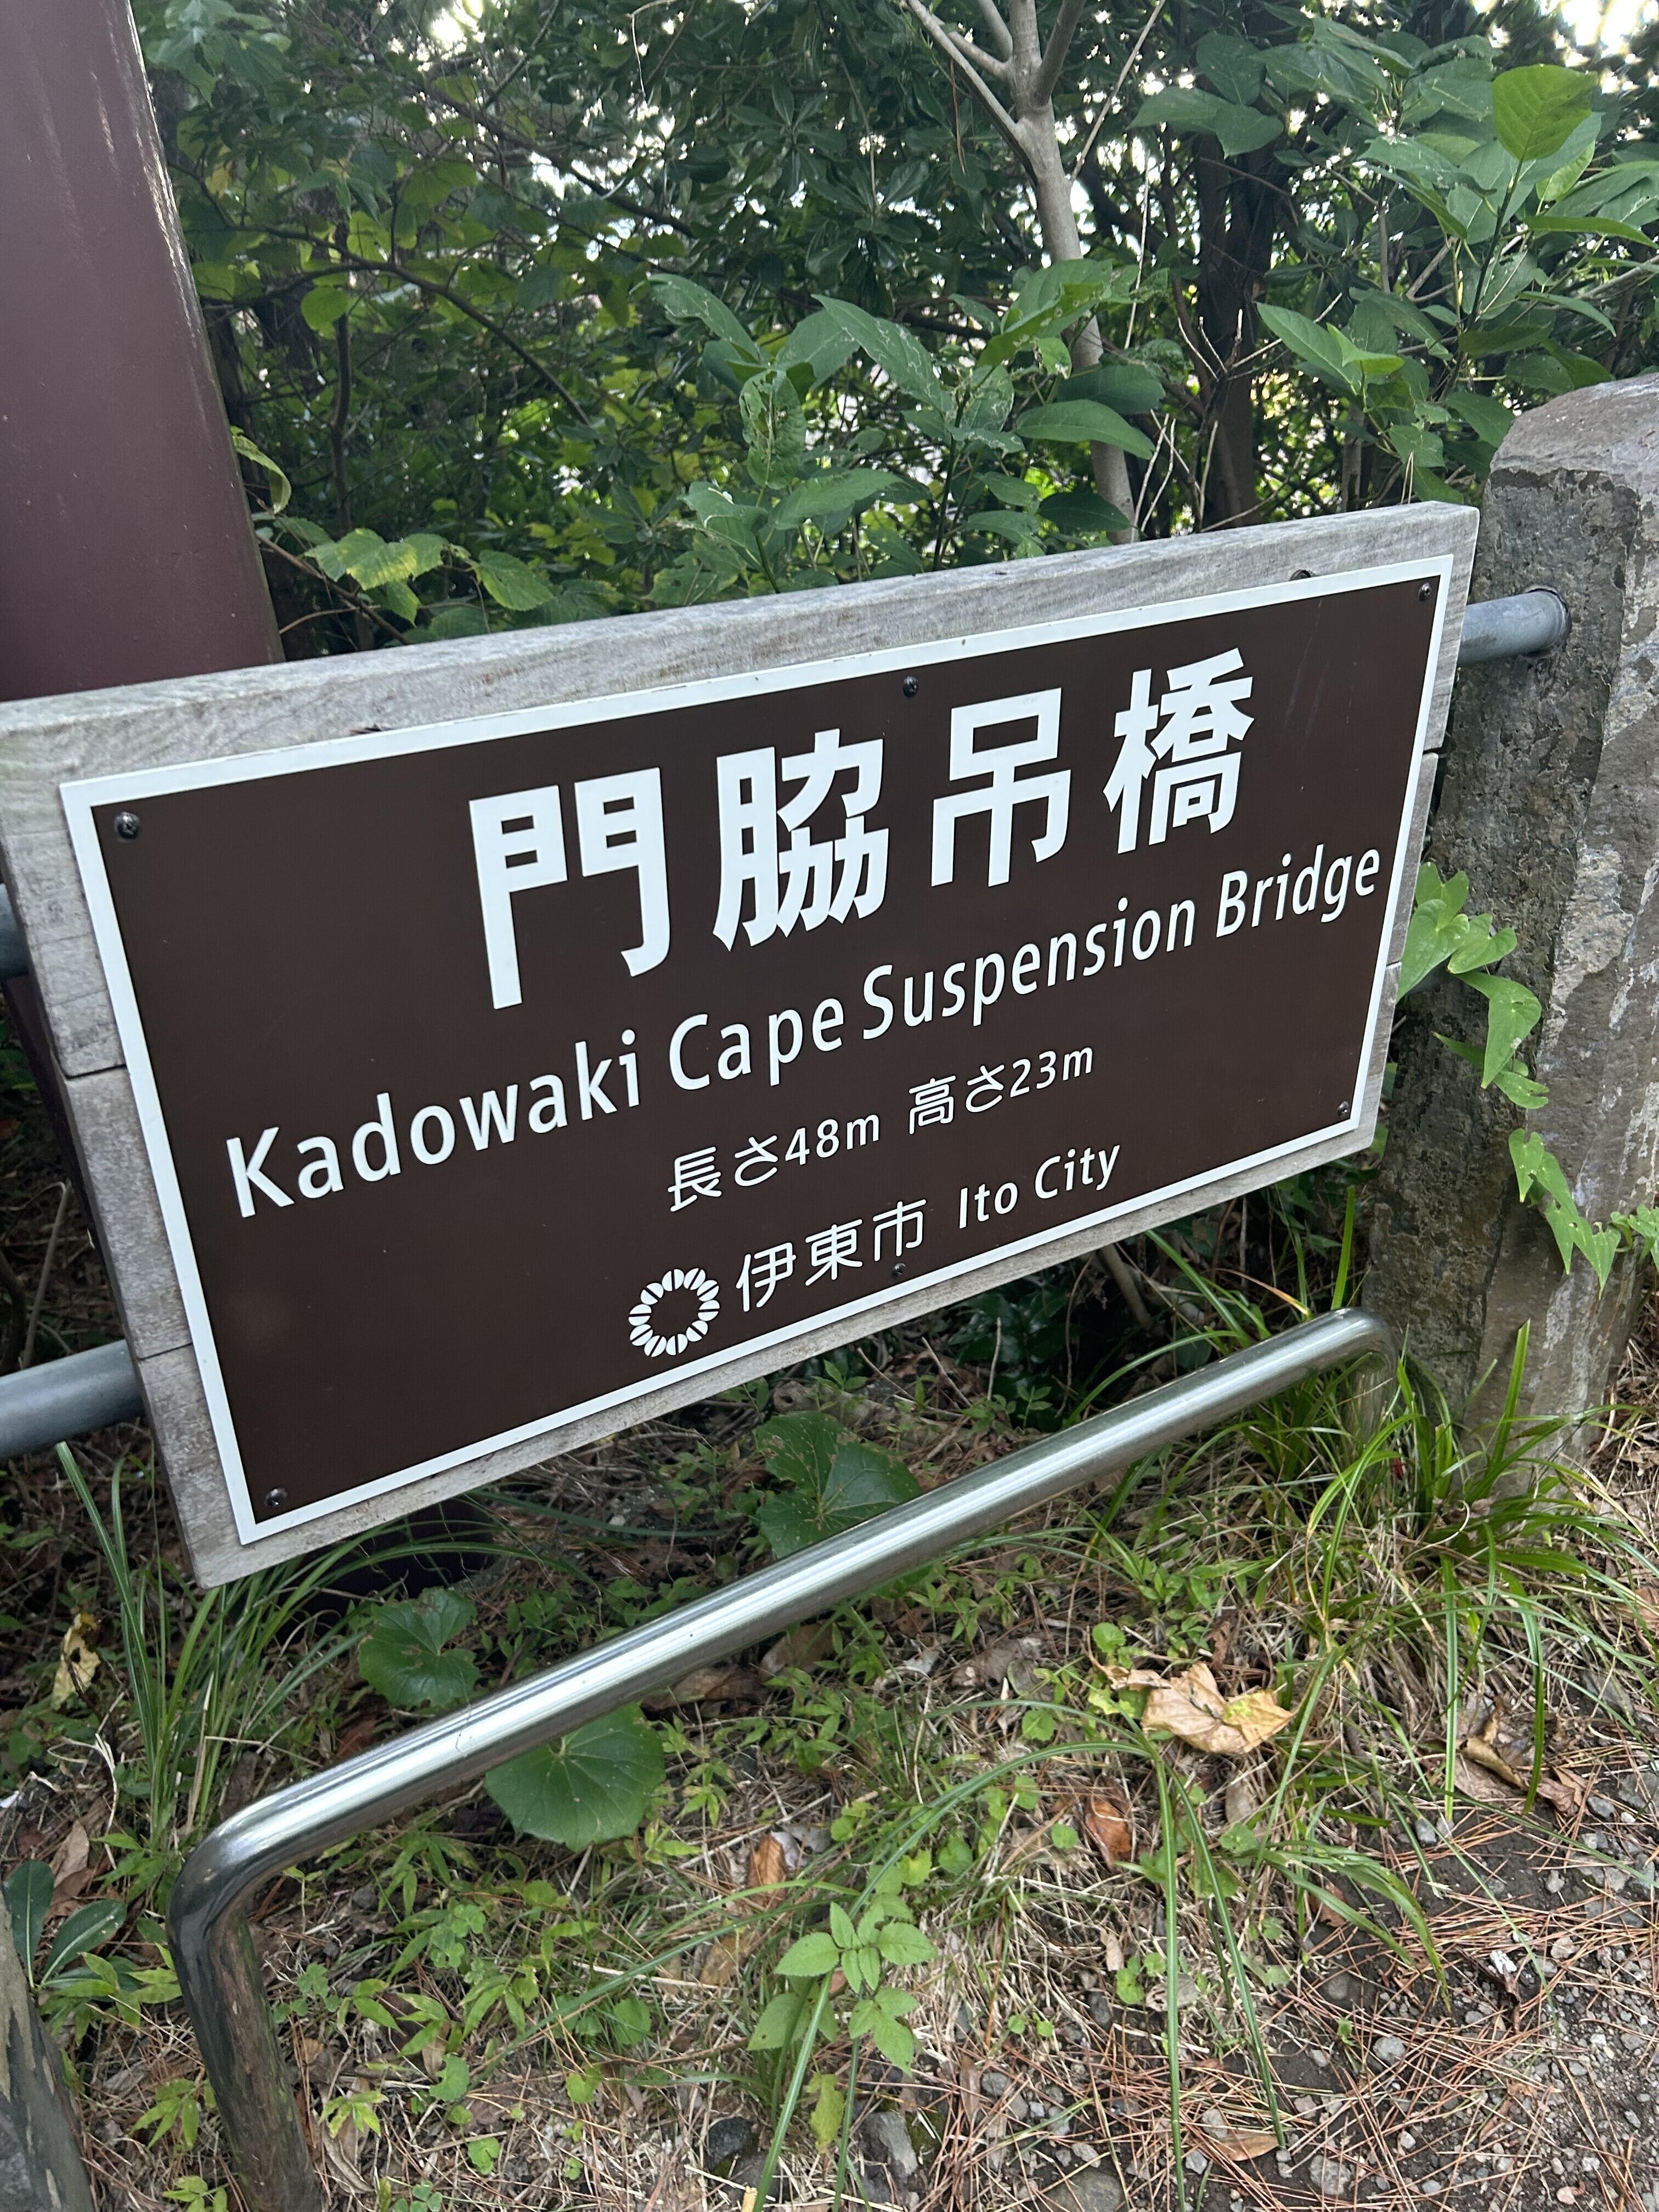 門脇吊橋
Kadowaki Cape Suspension Bridge
長さ48m 高さ23m
伊東市 Ito City